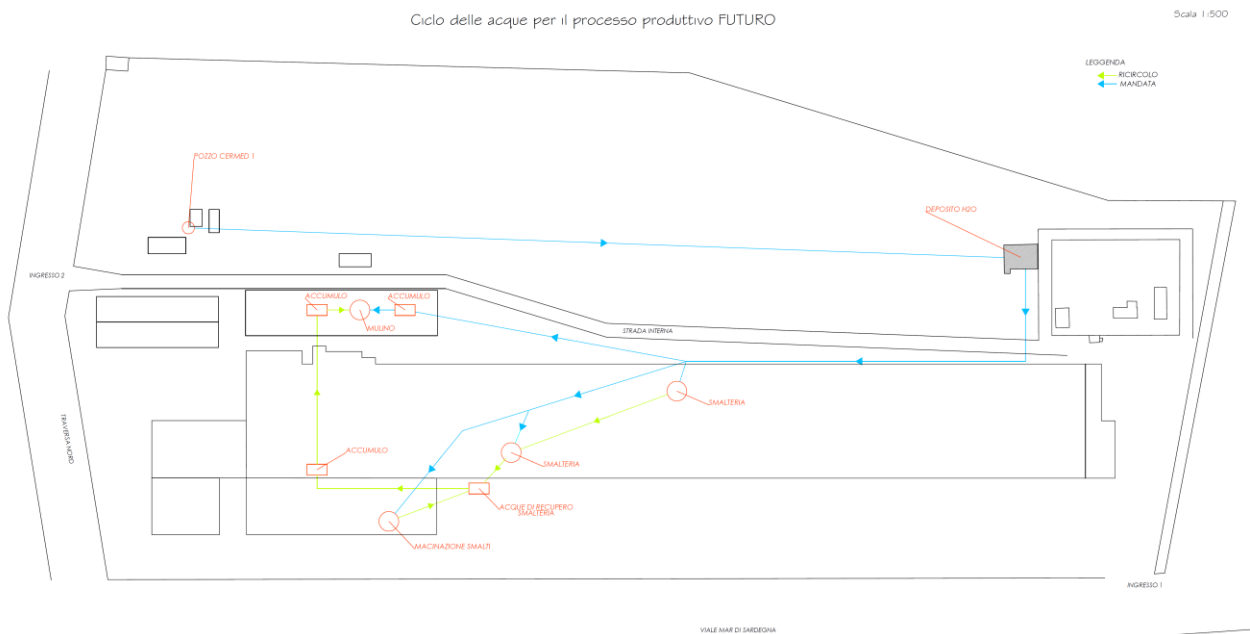 Ciclo delle acque per il processo produttivo FUTURO
Scala 1:500
LEGGENDA
RICIRCOLO
MANDATA
POZZO CERMED 1
DEPOSITO H2O
INGRESSO 2
ACCUMULO
ACCUMULO
MULINO
STRADA INTERNA
SMALTERIA
TRAVERSA NORD
ACCUMULO
SMALTERIA
ACQUE DI RECUPERO
SMALTERIA
MACINAZIONE SMALTI
INGRESSO 1
VIALE MAR DI SARDEGNA